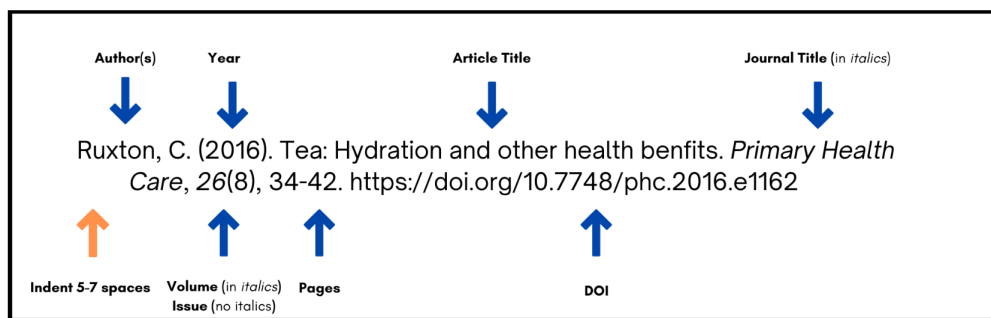 Author(s) Year Article Title Journal Title (in italics)
Ruxton, C. (2016). Tea: Hydration and other health benfits. Primary Health
Care, 26(8), 34-42. https://doi.org/10.7748/phc.2016.e1162
Indent 5-7 spaces Volume (in italics) Pages DOI
Issue (no italics)